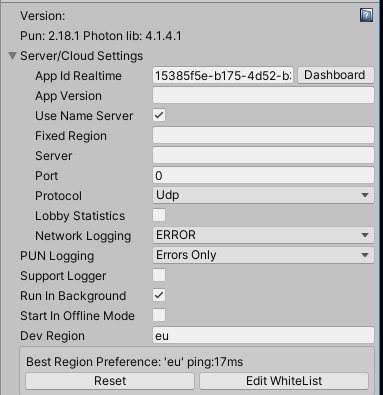 Version:
Pun: 2.18.1 Photon lib: 4.1.4.1
Server/Cloud Settings
App Id Realtime 15385f5e-b175-4d52-b Dashboard
App Version
Use Name Server
Fixed Region
Server
Port 0
Protocol Udp
Lobby Statistics
Network Logging ERROR
PUN Logging Errors Only
Support Logger
Run In Background
Start In Offline Mode
Dev Region eu
Best Region Preference: 'eu' ping:17ms
Reset Edit WhiteList